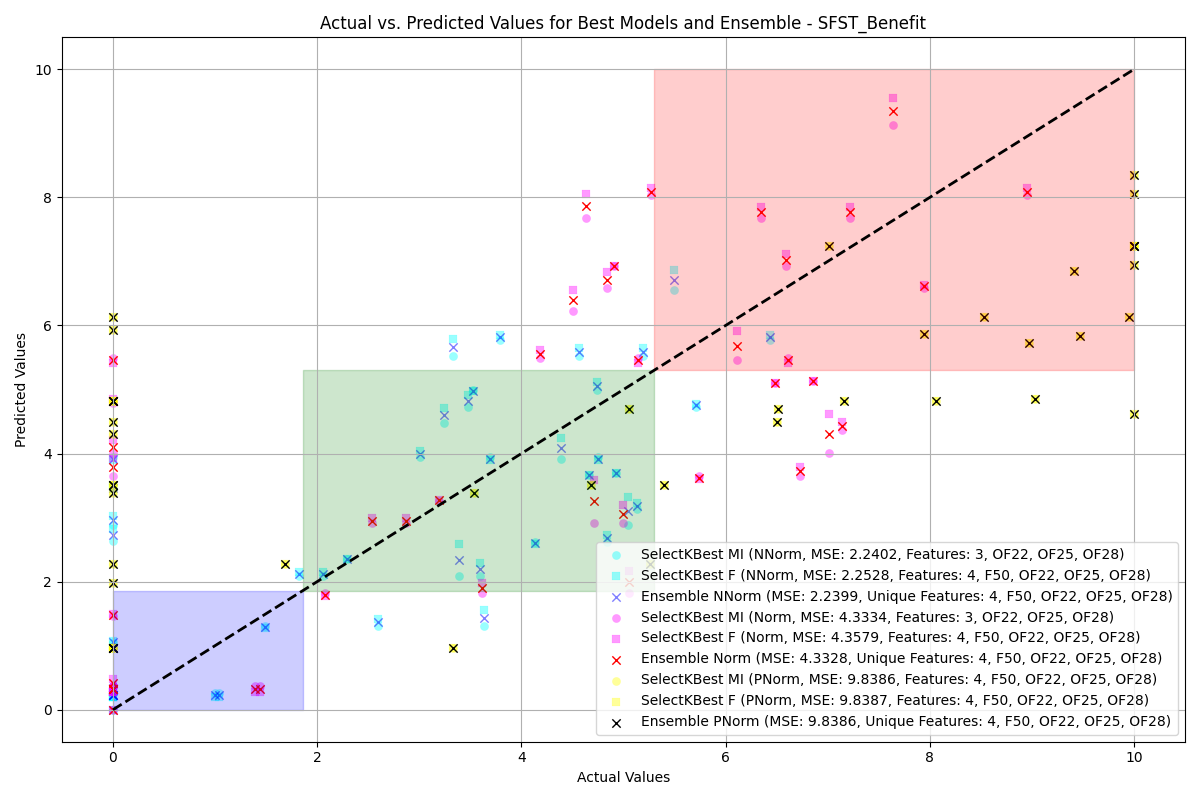 Actual vs. Predicted Values for Best Models and Ensemble - SFST_Benefit
Predicted Values
10
8
6
4
2
0
SelectKBest MI (NNorm, MSE: 2.2402, Features: 3, OF22, OF25, OF28)
SelectKBest F (NNorm, MSE: 2.2528, Features: 4, F50, OF22, OF25, OF28)
Ensemble NNorm (MSE: 2.2399, Unique Features: 4, F50, OF22, OF25, OF28)
SelectKBest MI (Norm, MSE: 4.3334, Features: 3, OF22, OF25, OF28)
SelectKBest F (Norm, MSE: 4.3579, Features: 4, F50, OF22, OF25, OF28)
Ensemble Norm (MSE: 4.3328, Unique Features: 4, F50, OF22, OF25, OF28)
SelectKBest MI (PNorm, MSE: 9.8386, Features: 4, F50, OF22, OF25, OF28)
SelectKBest F (PNorm, MSE: 9.8387, Features: 4, F50, OF22, OF25, OF28)
Ensemble PNorm (MSE: 9.8386, Unique Features: 4, F50, OF22, OF25, OF28)
0 2 4 6 8 10
Actual Values